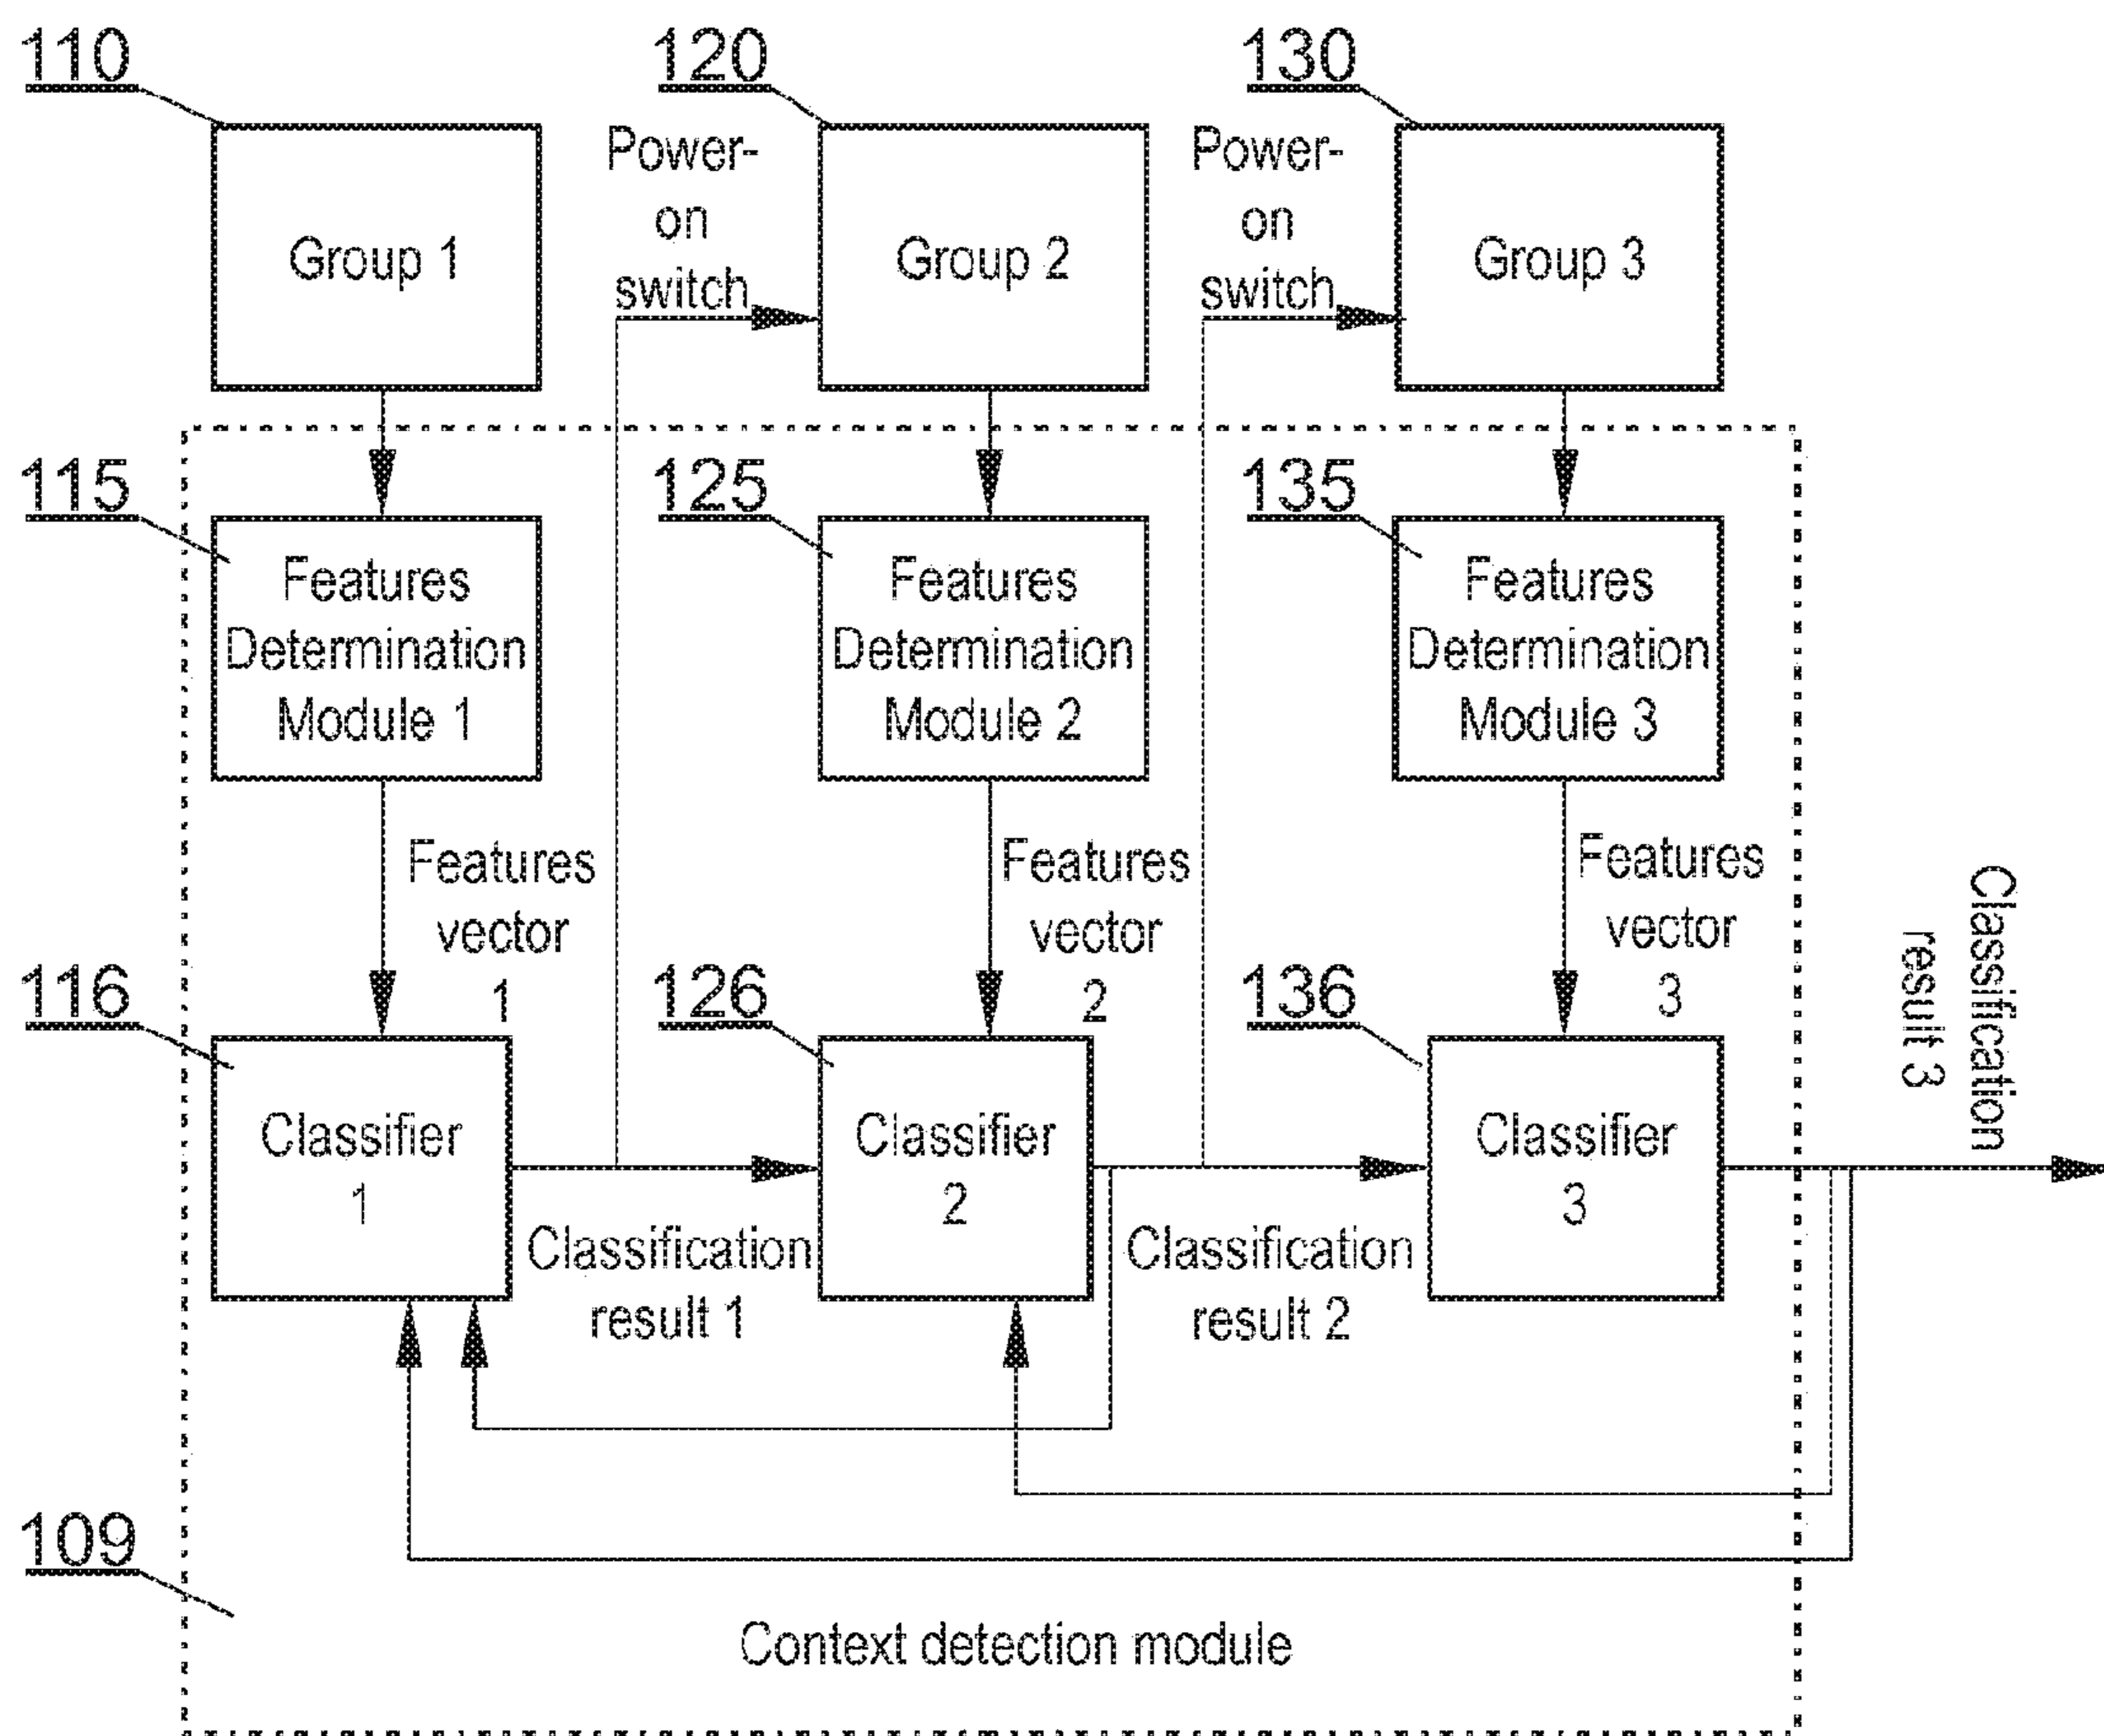 110
120
130
Group 1
Power-
on
switch
Group 2
Power-
on
switch
Group 3
115
125
135
Features
Determination
Module 1
Features
Determination
Module 2
Features
Determination
Module 3
Features
vector
1
Features
vector
2
Features
vector
3
Classification
result 3
116
126
136
Classifier
1
Classifier
2
Classifier
3
Classification
result 1
Classification
result 2
109
Context detection module